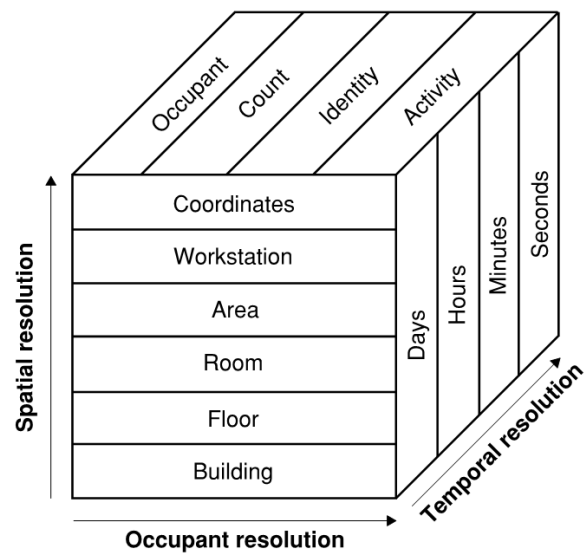 Occupant
Count
Identity
Activity
Coordinates
Workstation
Area
Room
Floor
Building
Days
Hours
Minutes
Seconds
Spatial resolution
Occupant resolution
Temporal resolution